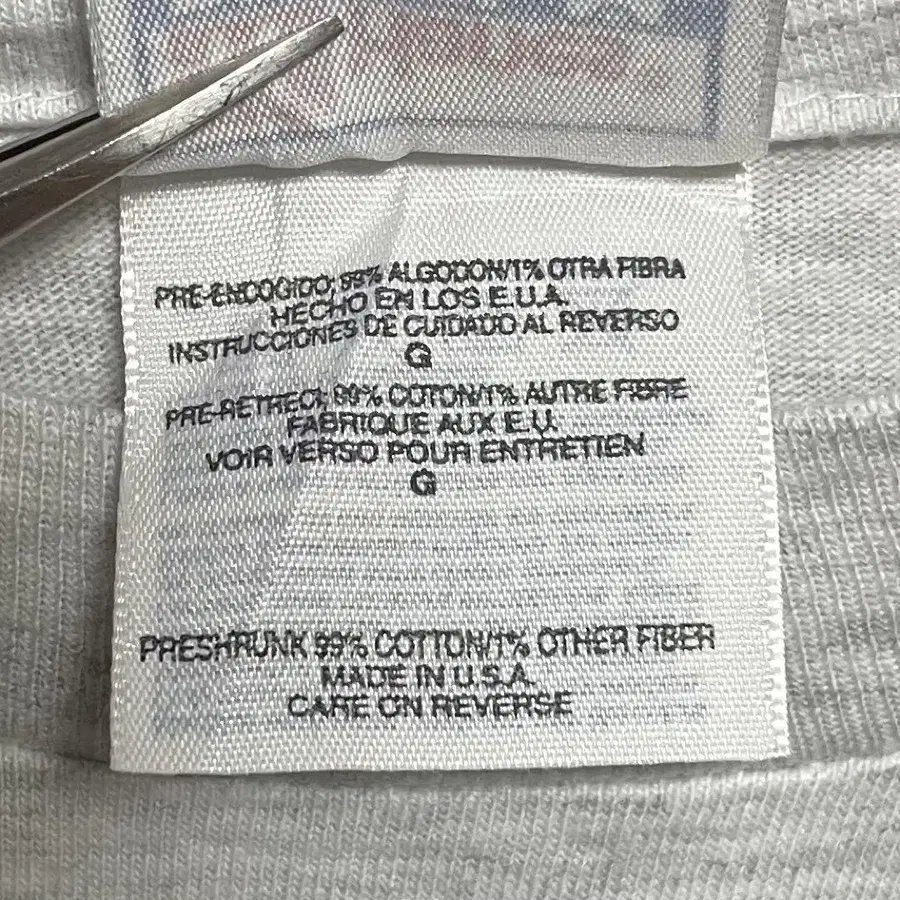 PRE-ENCOGIDO; 99% ALGODON/1% OTRA FIBRA
HECHO EN LOS E.U.A.
INSTRUCCIONES DE CUIDADO AL REVERSO
G
PRE-RETRECI; 99% COTON/1% AUTRE FIBRE
FABRIQUE AUX E.U.
VOIR VERSO POUR ENTRETIEN
G
PRESHRUNK 99% COTTON/1% OTHER FIBER
MADE IN U.S.A.
CARE ON REVERSE